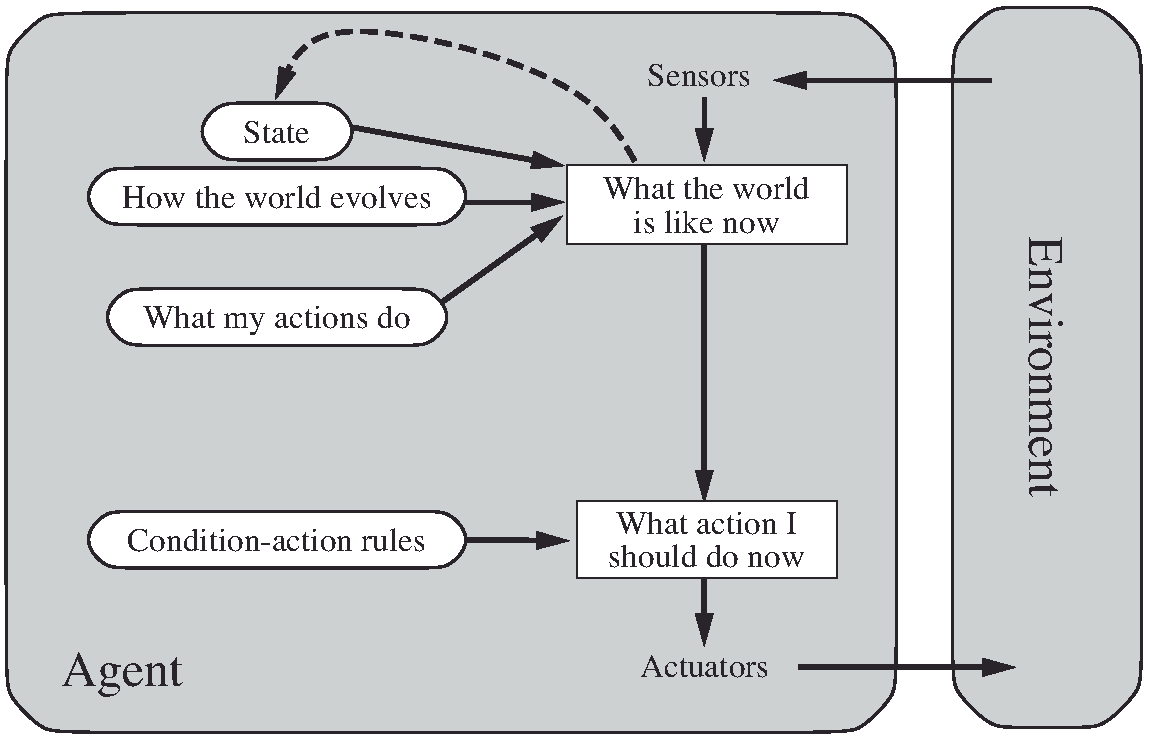 Sensors
State
How the world evolves
What the world
is like now
What my actions do
Environment
Condition-action rules
What action I
should do now
Agent
Actuators